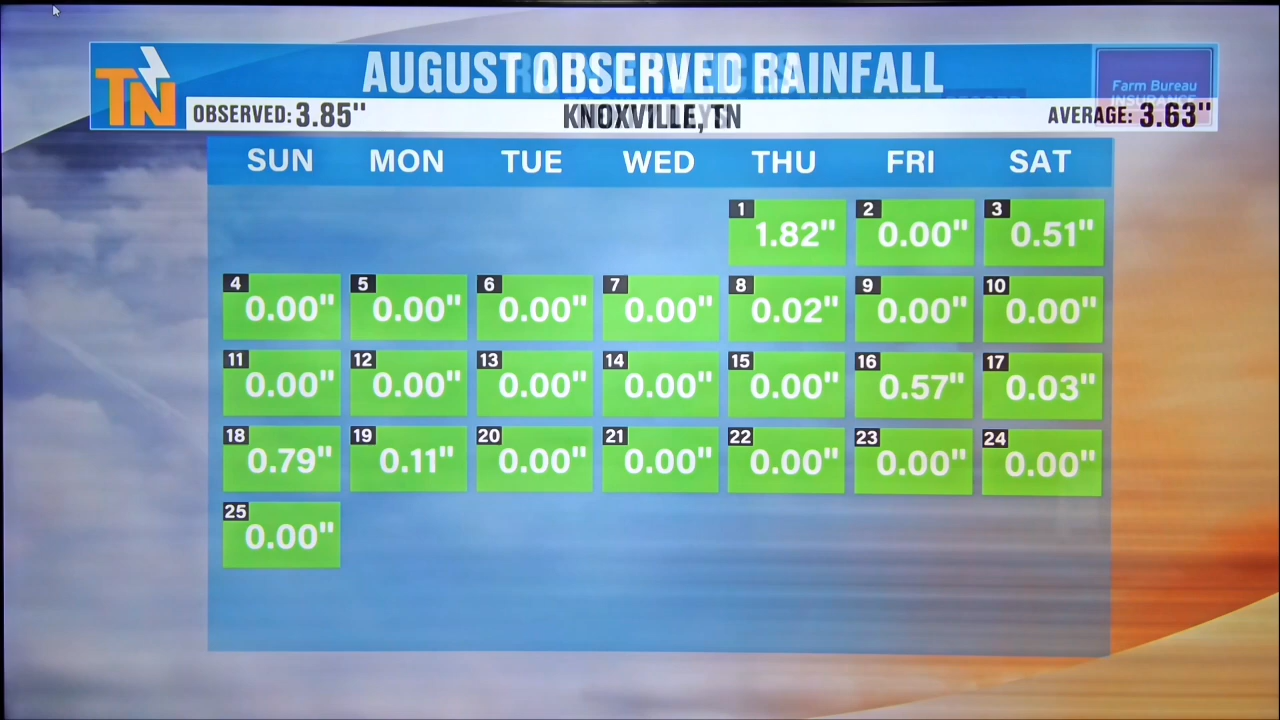 AUGUST OBSERVED RAINFALL
TN
Farm Bureau
INSURANCE
OBSERVED: 3.85"
KNOXVILLE, TN
AVERAGE: 3.63"
SUN MON TUE WED THU FRI SAT
1 2 3
1.82" 0.00" 0.51"
4 5 6 7 8 9 10
0.00" 0.00" 0.00" 0.00" 0.02" 0.00" 0.00"
11 12 13 14 15 16 17
0.00" 0.00" 0.00" 0.00" 0.00" 0.57" 0.03"
18 19 20 21 22 23 24
0.79" 0.11" 0.00" 0.00" 0.00" 0.00" 0.00"
25
0.00"